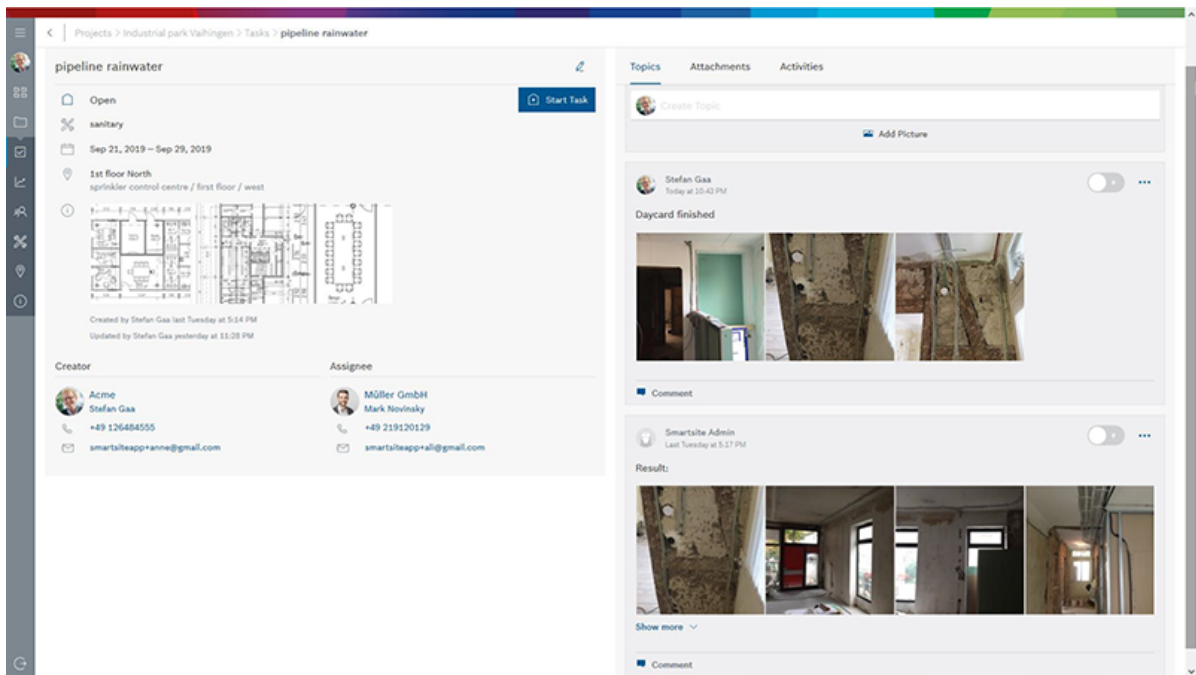 Projects > Industrial park Vaihingen > Tasks > pipeline rainwater
pipeline rainwater
Open
Start Task
sanitary
Sep 21, 2019 – Sep 29, 2019
1st floor North
sprinkler control centre / first floor / west
Created by Stefan Gaa last Tuesday at 5:14 PM
Updated by Stefan Gaa yesterday at 11:28 PM
Creator
Acme
Stefan Gaa
+49 126484555
smartsiteapp+anne@gmail.com
Assignee
Müller GmbH
Mark Novinsky
+49 219120129
smartsiteapp+ali@gmail.com
Topics Attachments Activities
Create Topic
Add Picture
Stefan Gaa
Today at 10:43 PM
Daycard finished
Comment
Smartsite Admin
Last Tuesday at 5:17 PM
Result:
Show more
Comment